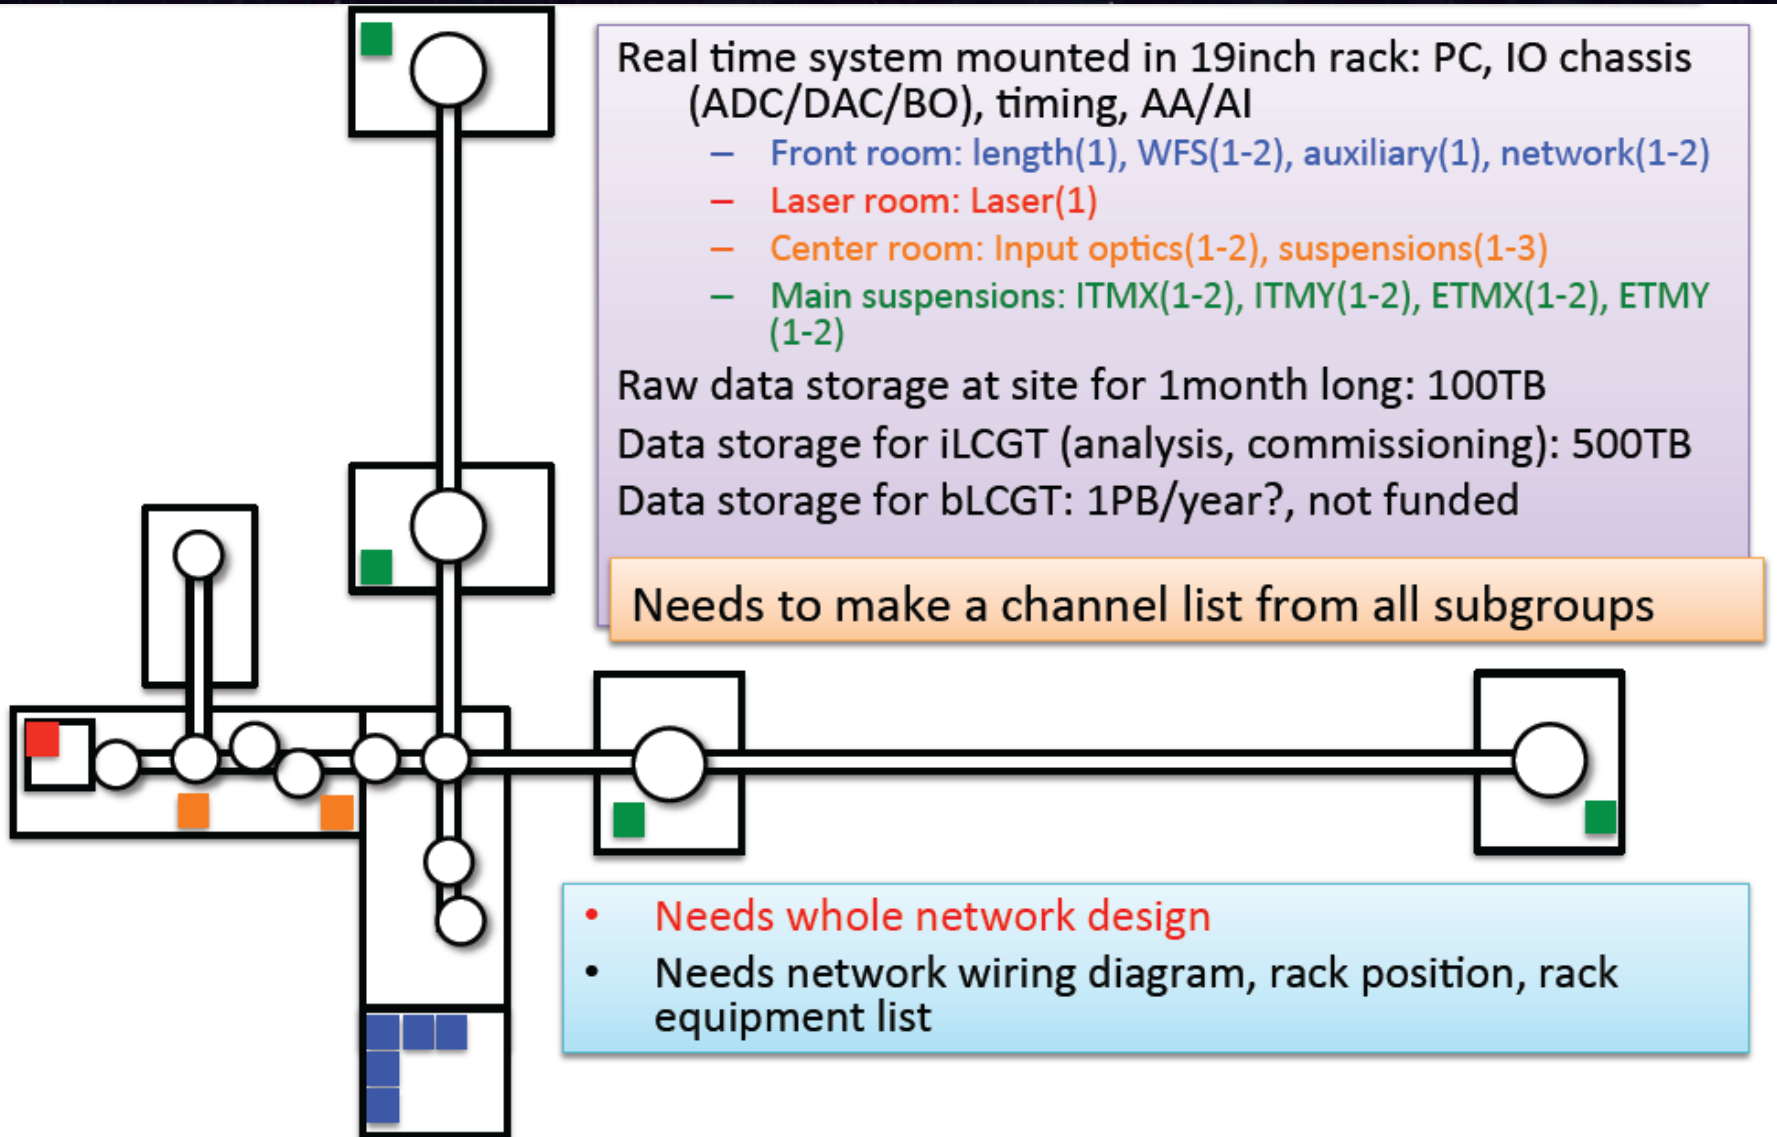 Real time system mounted in 19inch rack: PC, IO chassis
(ADC/DAC/BO), timing, AA/AI
– Front room: length(1), WFS(1-2), auxiliary(1), network(1-2)
– Laser room: Laser(1)
– Center room: Input optics(1-2), suspensions(1-3)
– Main suspensions: ITMX(1-2), ITMY(1-2), ETMX(1-2), ETMY
(1-2)
Raw data storage at site for 1month long: 100TB
Data storage for iLCGT (analysis, commissioning): 500TB
Data storage for bLCGT: 1PB/year?, not funded
Needs to make a channel list from all subgroups
• Needs whole network design
• Needs network wiring diagram, rack position, rack
equipment list